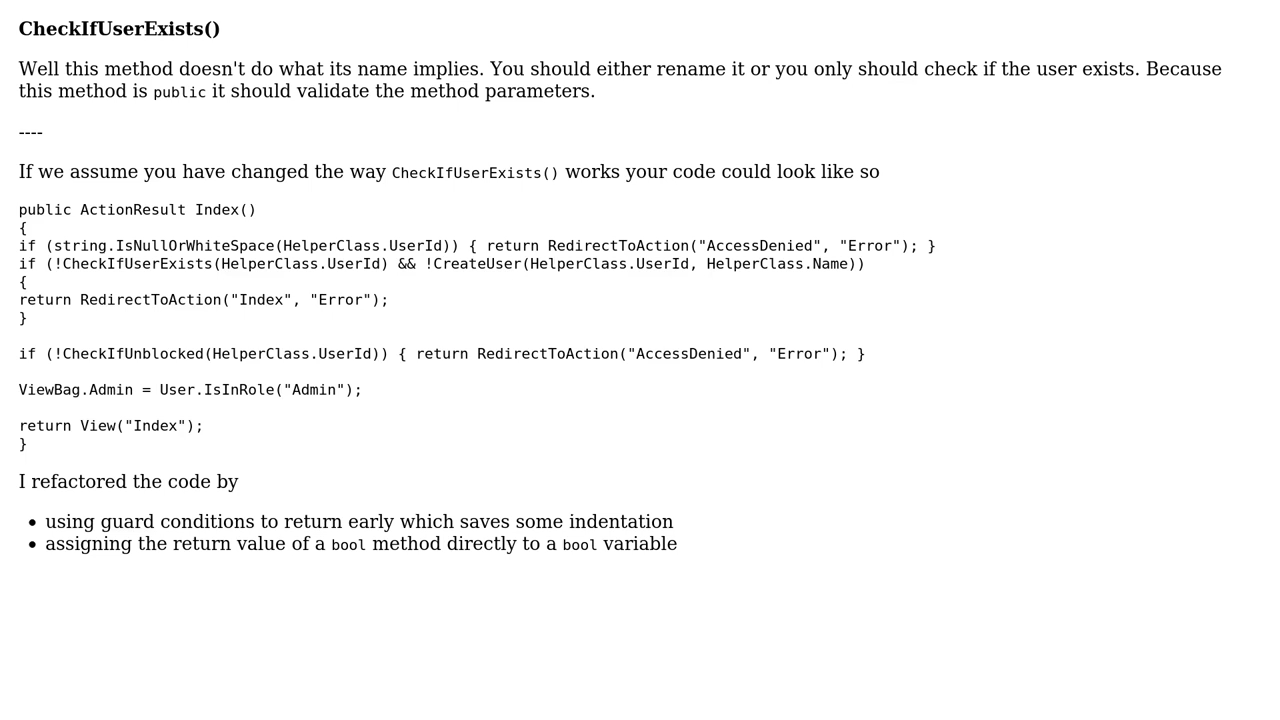 CheckIfUserExists()
Well this method doesn't do what its name implies. You should either rename it or you only should check if the user exists. Because
this method is public it should validate the method parameters.
----
If we assume you have changed the way CheckIfUserExists() works your code could look like so
public ActionResult Index()
{
if (string.IsNullOrWhiteSpace(HelperClass.UserId)) { return RedirectToAction("AccessDenied", "Error"); }
if (!CheckIfUserExists(HelperClass.UserId) && !CreateUser(HelperClass.UserId, HelperClass.Name))
{
return RedirectToAction("Index", "Error");
}
if (!CheckIfUnblocked(HelperClass.UserId)) { return RedirectToAction("AccessDenied", "Error"); }
ViewBag.Admin = User.IsInRole("Admin");
return View("Index");
}
I refactored the code by
• using guard conditions to return early which saves some indentation
• assigning the return value of a bool method directly to a bool variable